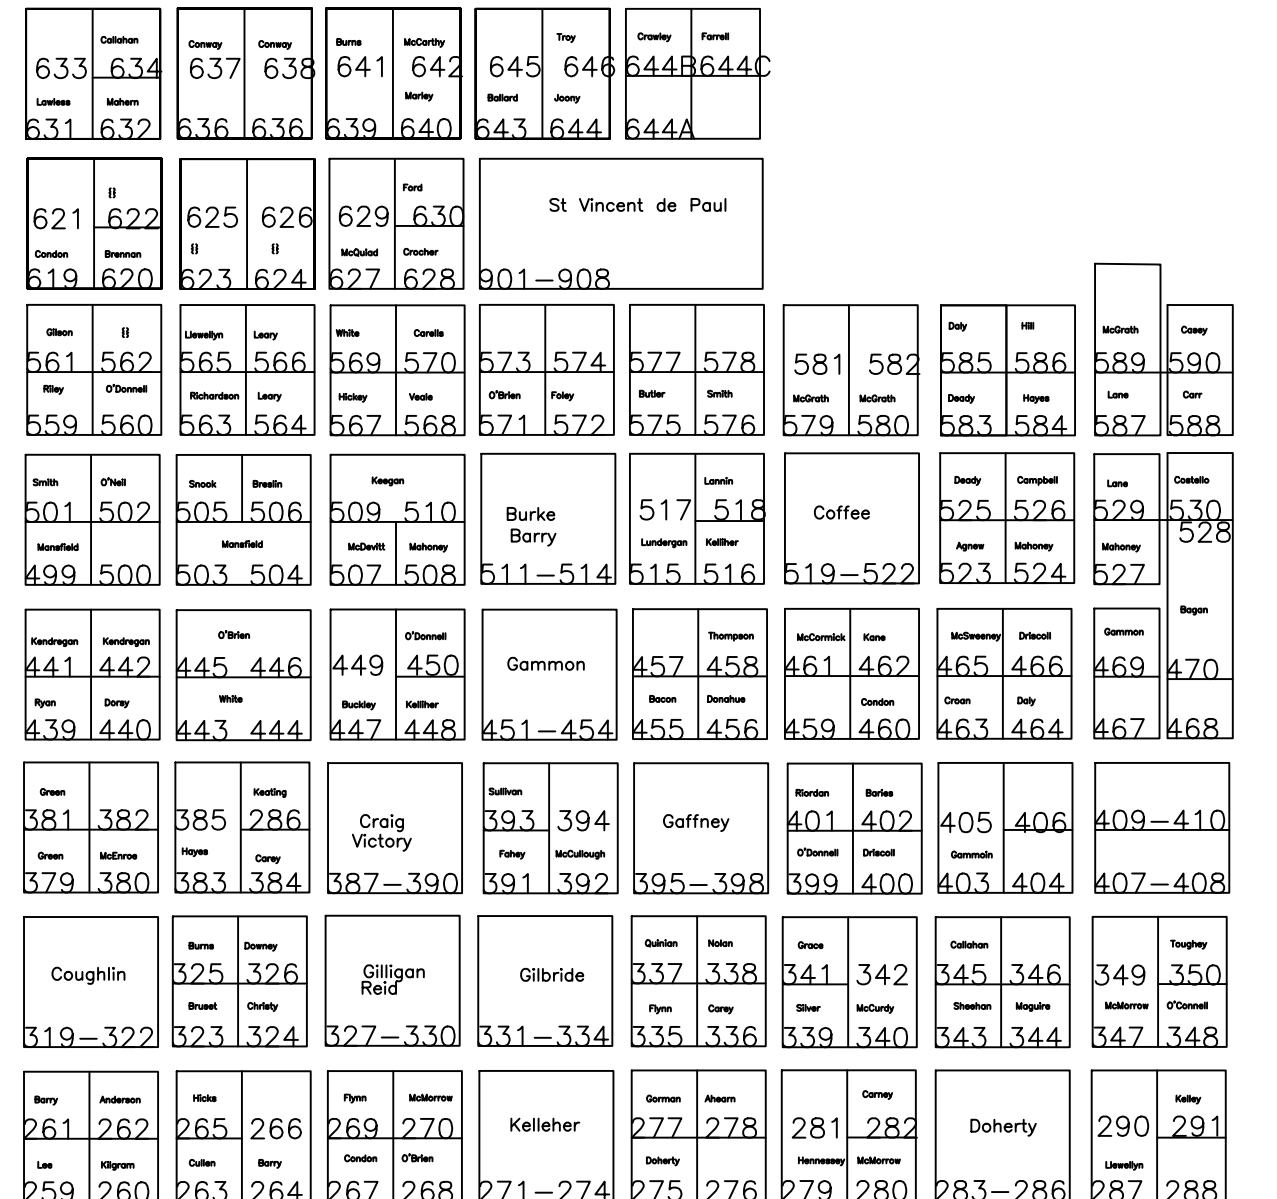 Callahan Conway Conway Burns McCarthy Troy Crawley Farrell
633 634 637 638 641 642 645 646 644B 644C
Lawless Mahern Marley Ballard Joony
631 632 636 636 639 640 643 644 644A
{} Ford St Vincent de Paul
621 622 625 626 629 630
Condon Brennan {} {} McQuiad Crocher
619 620 623 624 627 628 901-908
Gilson {} Llewellyn Leary White Carella Daly Hill McGrath Casey
561 562 565 566 569 570 573 574 577 578 581 582 585 586 589 590
Riley O'Donnell Richardson Leary Hickey Veale O'Brien Foley Butler Smith McGrath McGrath Deady Hayes Lane Carr
559 560 563 564 567 568 571 572 575 576 579 580 583 584 587 588
Smith O'Neil Snook Breslin Keegan Lannin Deady Campbell Lane Costello
501 502 505 506 509 510 Burke 517 518 Coffee 525 526 529 530
528
Mansfield Mansfield McDevitt Mahoney Barry Lundergan Kelliher Agnew Mahoney Mahoney
499 500 503 504 507 508 511-514 515 516 519-522 523 524 527
Bagan
Kendregan Kendregan O'Brien O'Donnell Thompson McCormick Kane McSweeney Driscoll Gammon
441 442 445 446 449 450 Gammon 457 458 461 462 465 466 469 470
Ryan Dorsy White Buckley Kelliher Bacon Donahue Condon Croan Daly
439 440 443 444 447 448 451-454 455 456 459 460 463 464 467 468
Green Keating Sullivan Riordan Barles
381 382 385 286 Craig 393 394 Gaffney 401 402 405 406 409-410
Victory
Green McEnroe Hayes Carey Fahey McCullough O'Donnell Driscoll Gammoin
379 380 383 384 387-390 391 392 395-398 399 400 403 404 407-408
Burns Downey Quinian Nolan Grace Callahan Toughey
Coughlin 325 326 Gilligan Gilbride 337 338 341 342 345 346 349 350
Reid
Bruset Christy Flynn Carey Silver McCurdy Sheehan Maguire McMorrow O'Connell
319-322 323 324 327-330 331-334 335 336 339 340 343 344 347 348
Barry Anderson Hicks Flynn McMorrow Gorman Ahearn Carney Kelley
261 262 265 266 269 270 Kelleher 277 278 281 282 Doherty 290 291
Lee Kilgram Cullen Barry Condon O'Brien Doherty Hennessey McMorrow Llewellyn
259 260 263 264 267 268 271-274 275 276 279 280 283-286 287 288